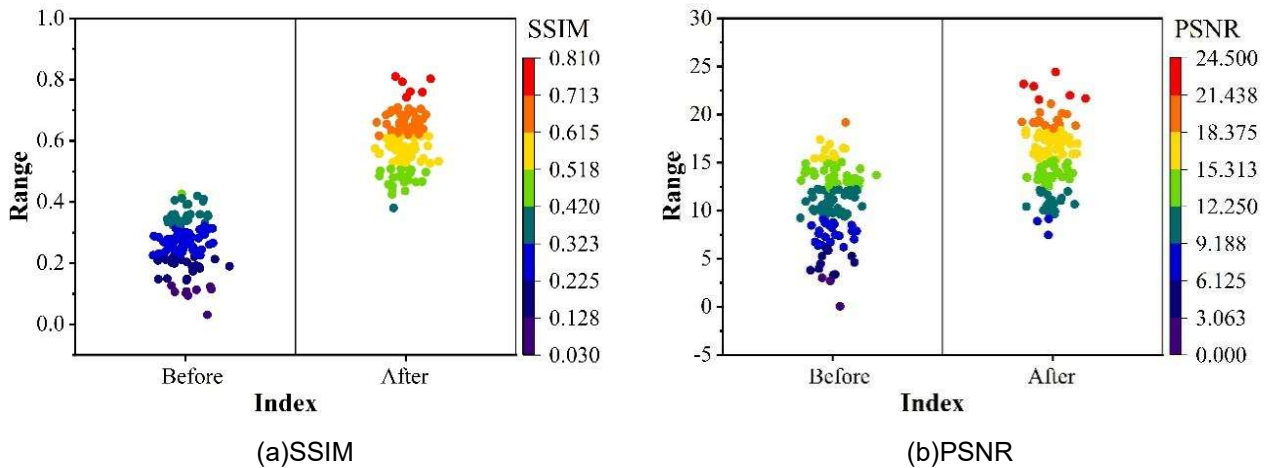 SSIM
1.0
0.8
0.6
0.4
0.2
0.0
Range
Before
After
Index
0.810
0.713
0.615
0.518
0.420
0.323
0.225
0.128
0.030
(a)SSIM
PSNR
30
25
20
15
10
5
0
-5
Range
Before
After
Index
24.500
21.438
18.375
15.313
12.250
9.188
6.125
3.063
0.000
(b)PSNR